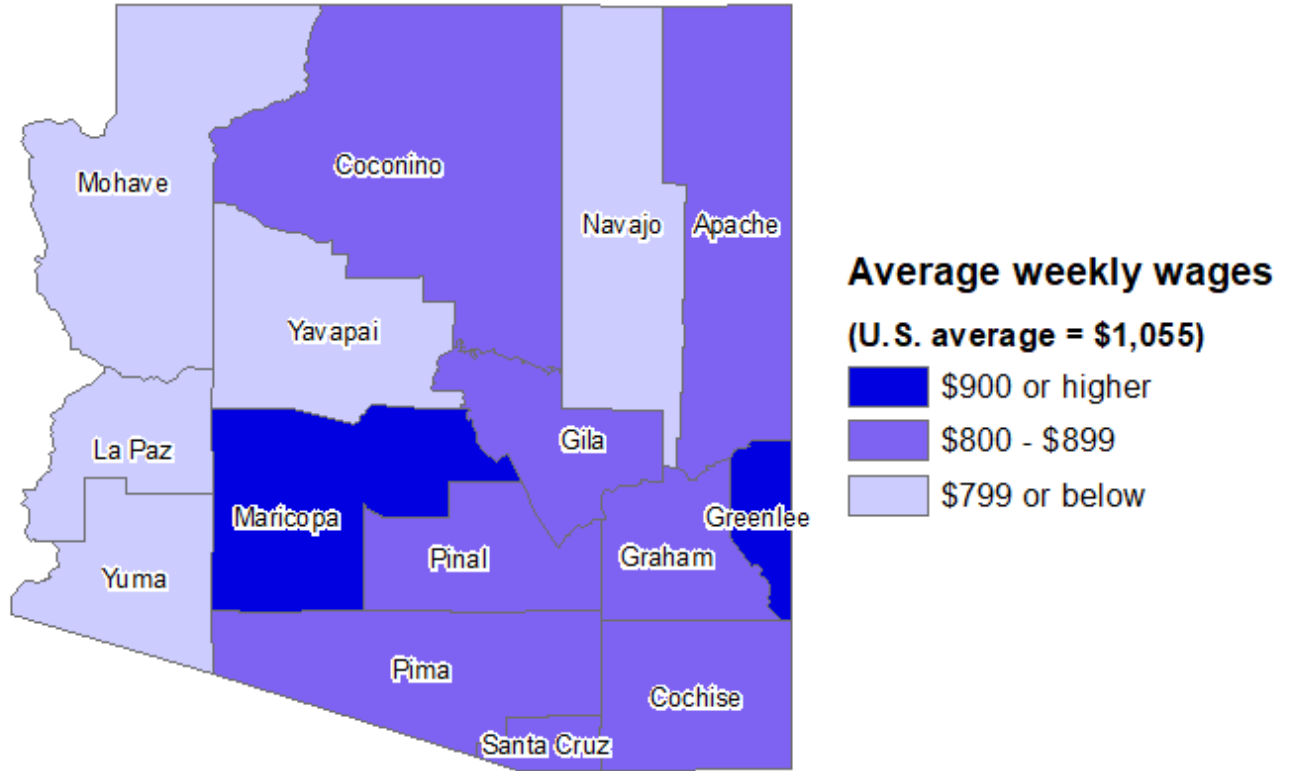 Coconino
Mohave
Navajo
Apache
Yavapai
Gila
La Paz
Maricopa
Greenlee
Pinal
Graham
Yuma
Pima
Cochise
Santa Cruz
Average weekly wages
(U.S. average = $1,055)
$900 or higher
$800 - $899
$799 or below